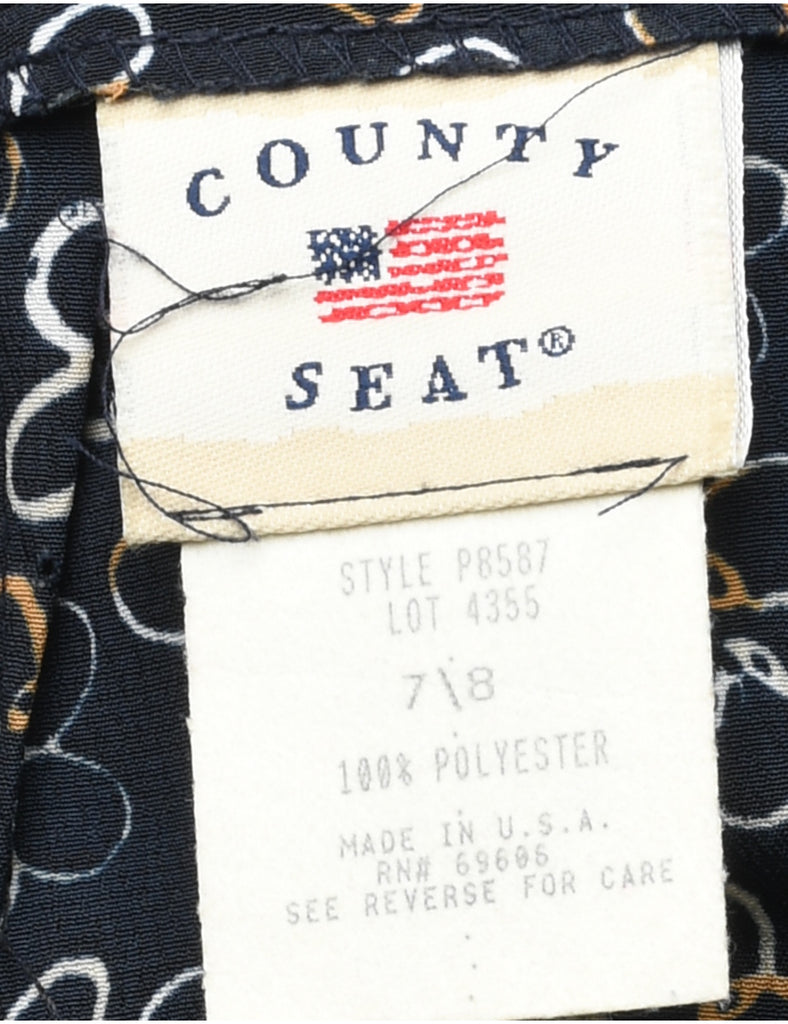 COUNTY
SEAT®
STYLE P8587
LOT 4355
7\8
100% POLYESTER
MADE IN U.S.A.
RN# 69606
SEE REVERSE FOR CARE